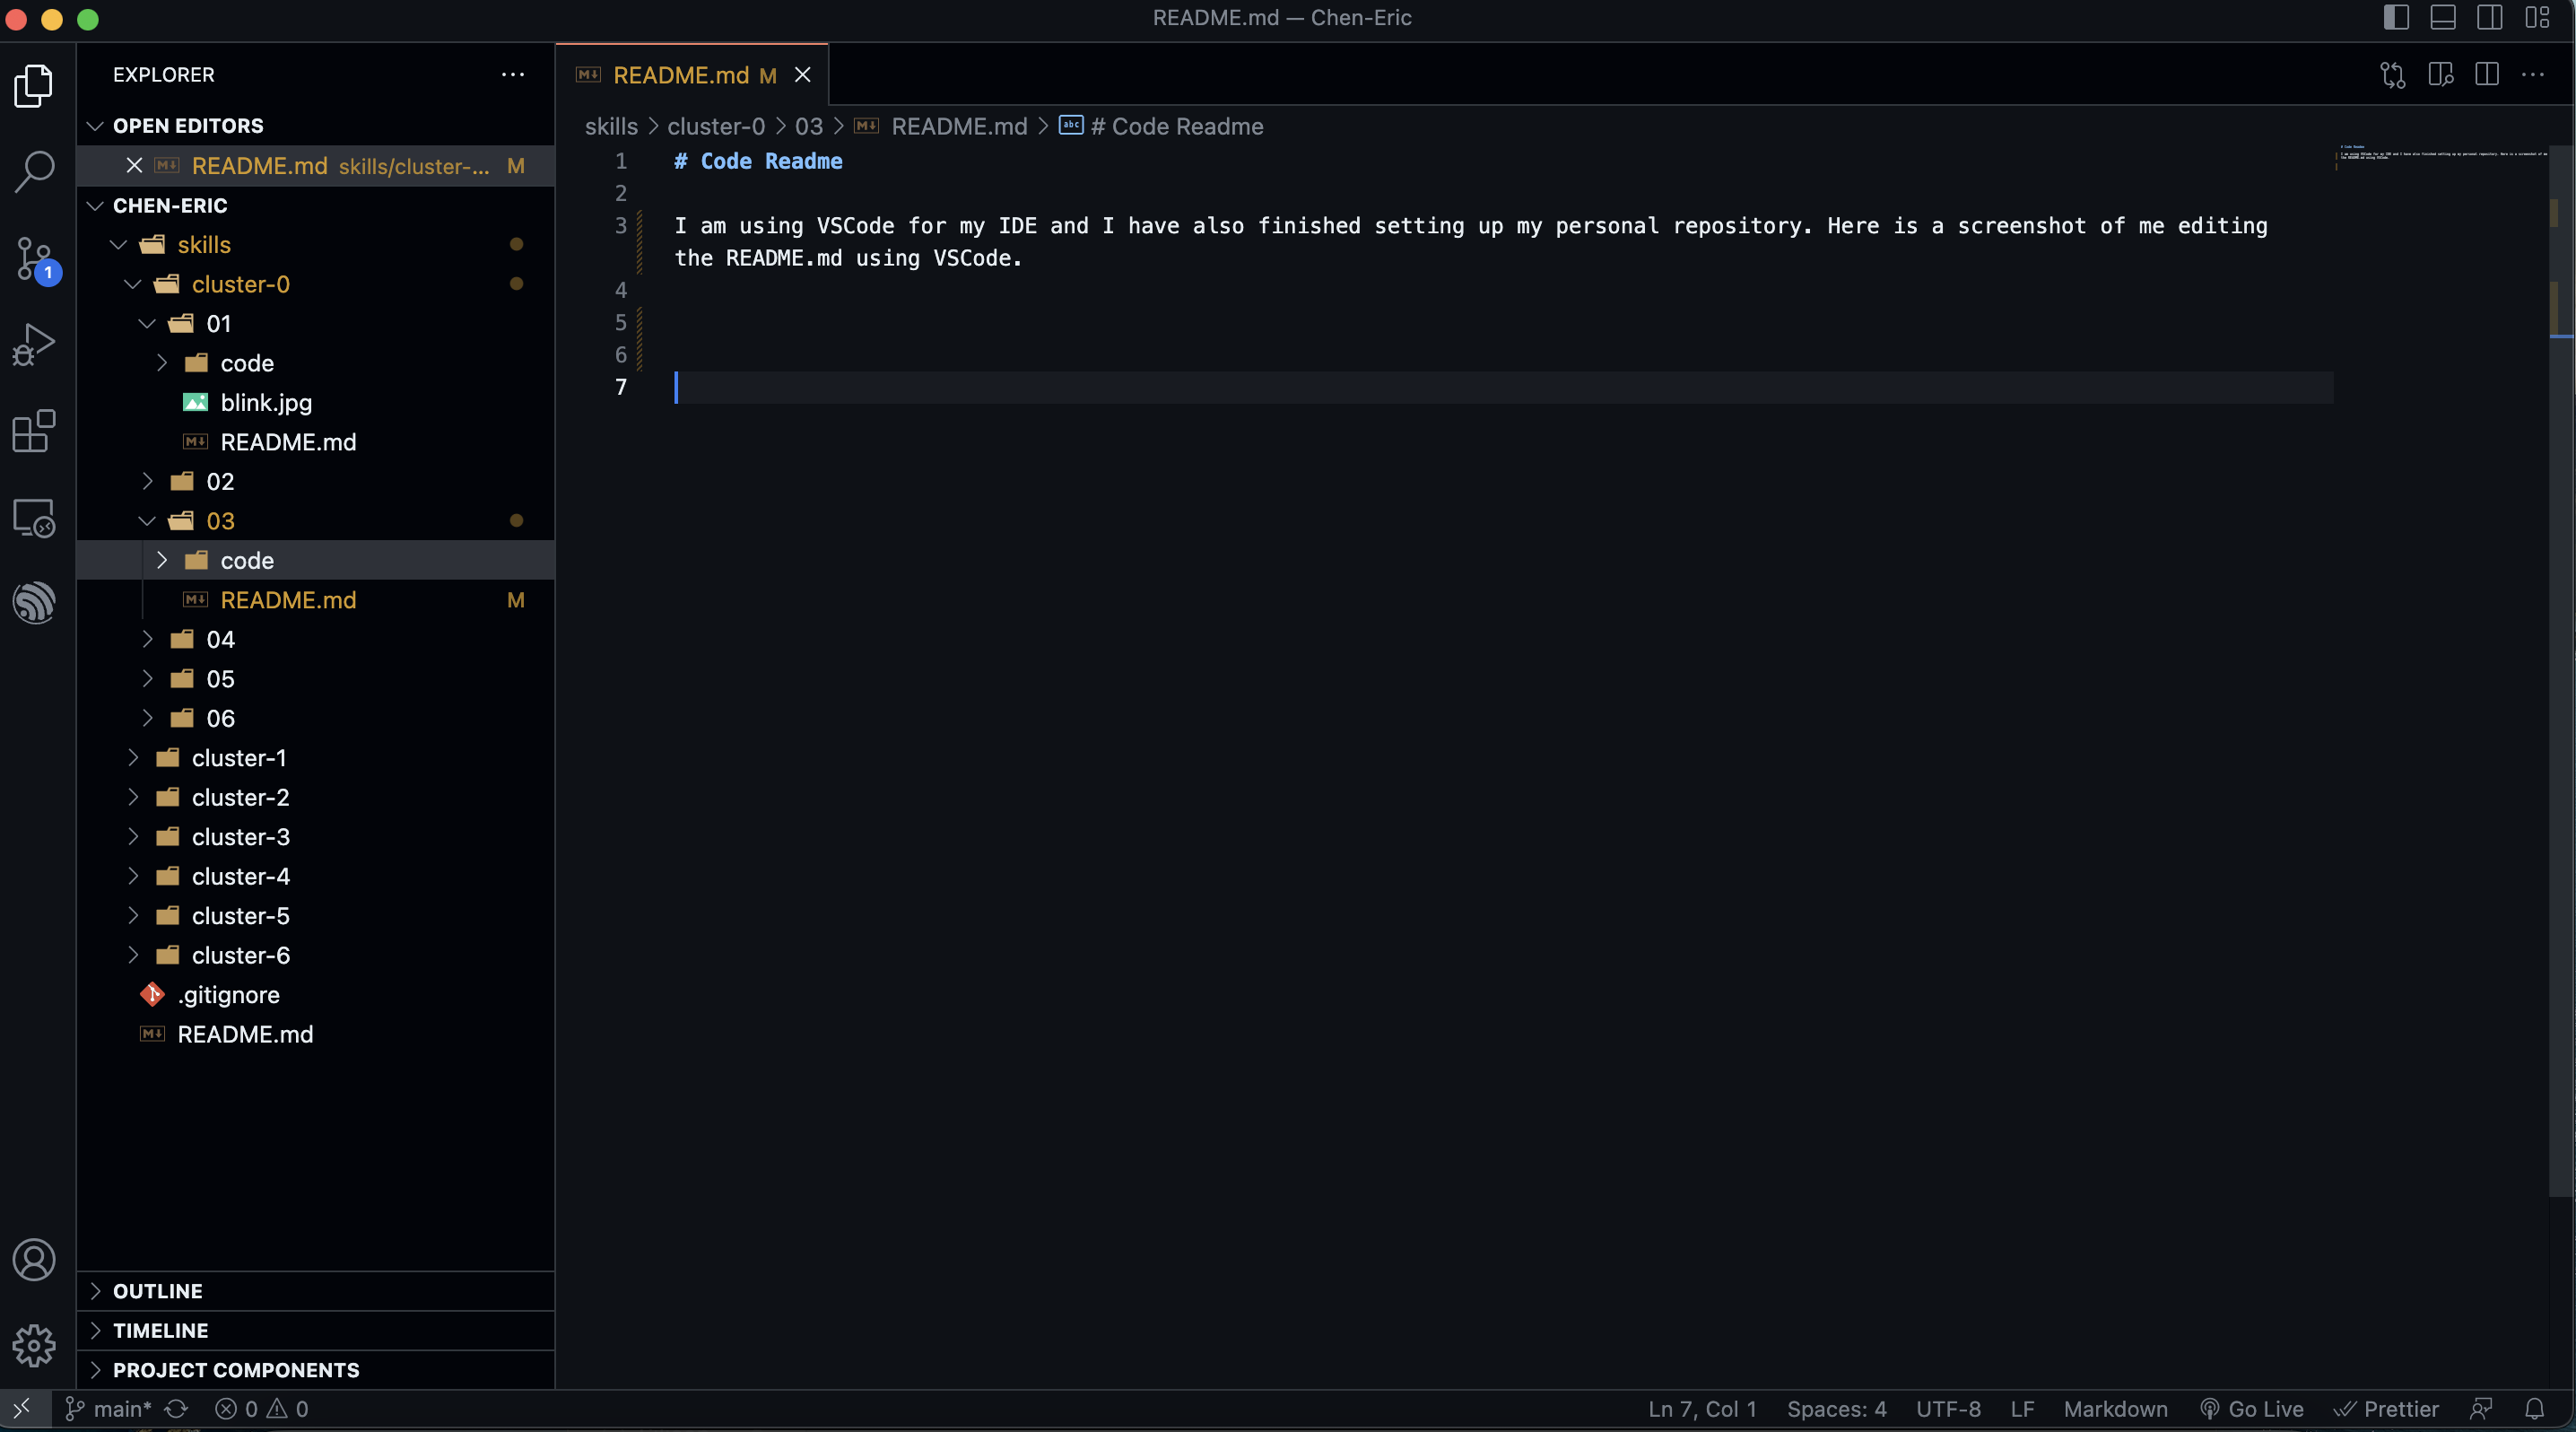 README.md — Chen-Eric
EXPLORER
OPEN EDITORS
README.md skills/cluster-... M
CHEN-ERIC
skills
cluster-0
01
code
blink.jpg
README.md
02
03
code
README.md M
04
05
06
cluster-1
cluster-2
cluster-3
cluster-4
cluster-5
cluster-6
.gitignore
README.md
OUTLINE
TIMELINE
PROJECT COMPONENTS
1
README.md M
skills > cluster-0 > 03 > README.md > abc # Code Readme
1 # Code Readme
2
3 I am using VSCode for my IDE and I have also finished setting up my personal repository. Here is a screenshot of me editing
the README.md using VSCode.
4
5
6
7
main* 0 0
Ln 7, Col 1 Spaces: 4 UTF-8 LF Markdown Go Live Prettier